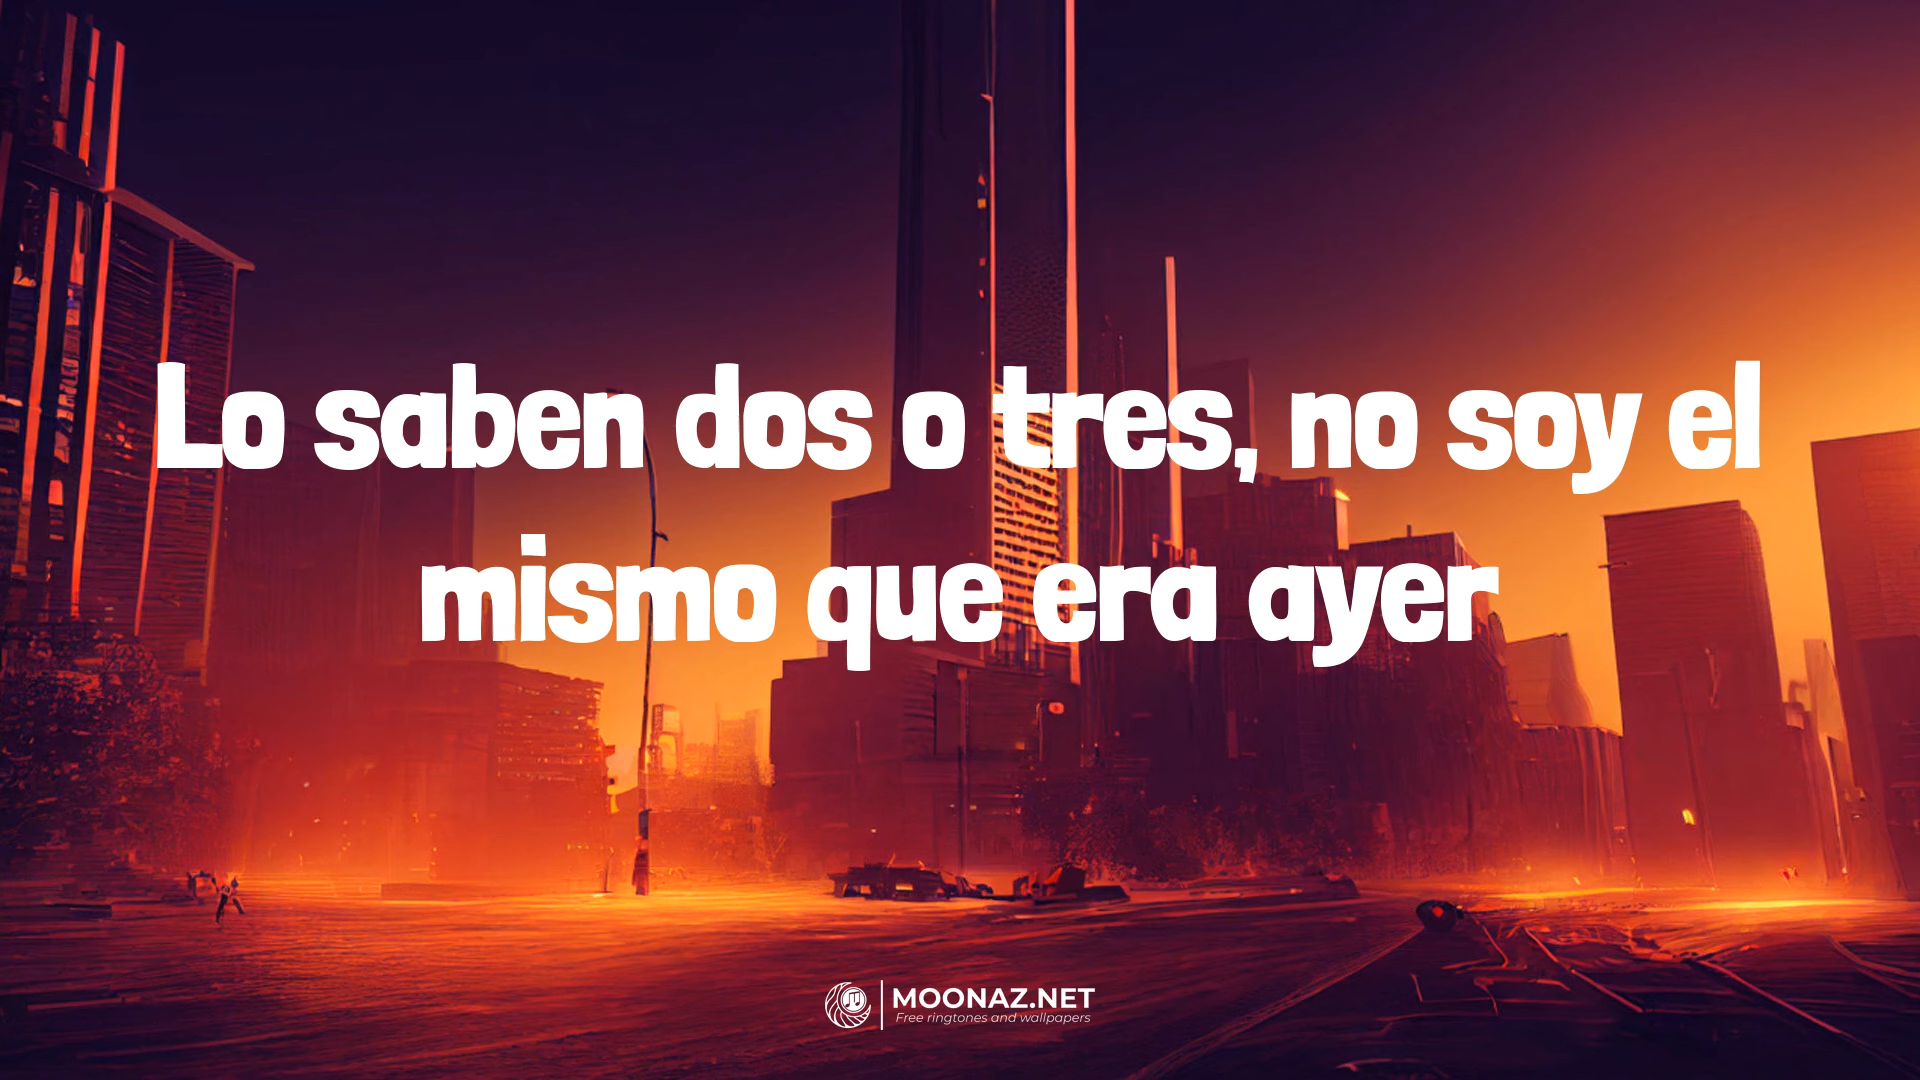 Lo saben dos o tres, no soy el
mismo que era ayer
MOONAZ.NET
Free ringtones and wallpapers